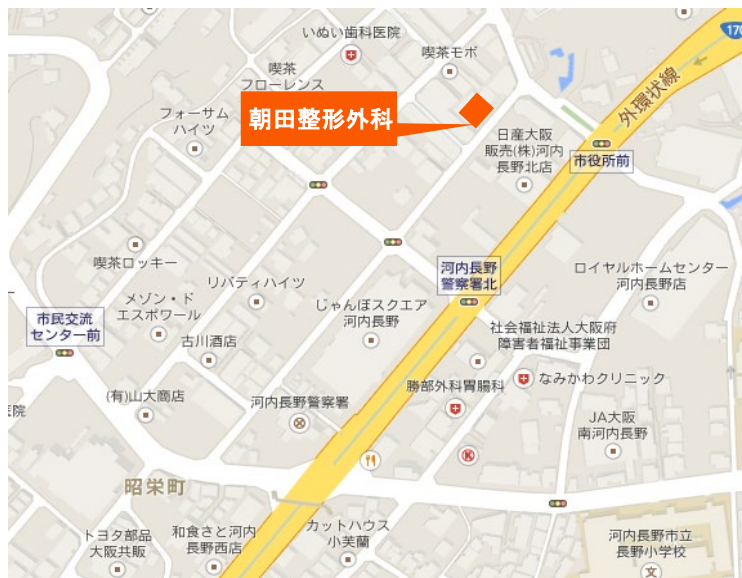 いぬい歯科医院
喫茶モボ
170
喫茶
フローレンス
外環状線
フォーサム
ハイツ
朝田整形外科
日産大阪
販売(株)河内
長野北店
市役所前
喫茶ロッキー
河内長野
警察署北
ロイヤルホームセンター
河内長野店
リバティハイツ
メゾン・ド
エスポワール
じゃんぼスクエア
河内長野
市民交流
センター前
社会福祉法人大阪府
障害者福祉事業団
古川酒店
なみかわクリニック
勝部外科胃腸科
(有)山大商店
河内長野警察署
医院
JA大阪
南河内長野
K
昭栄町
トヨタ部品
大阪共販
和食さと河内
長野西店
カットハウス
小芙蘭
河内長野市立
長野小学校
文